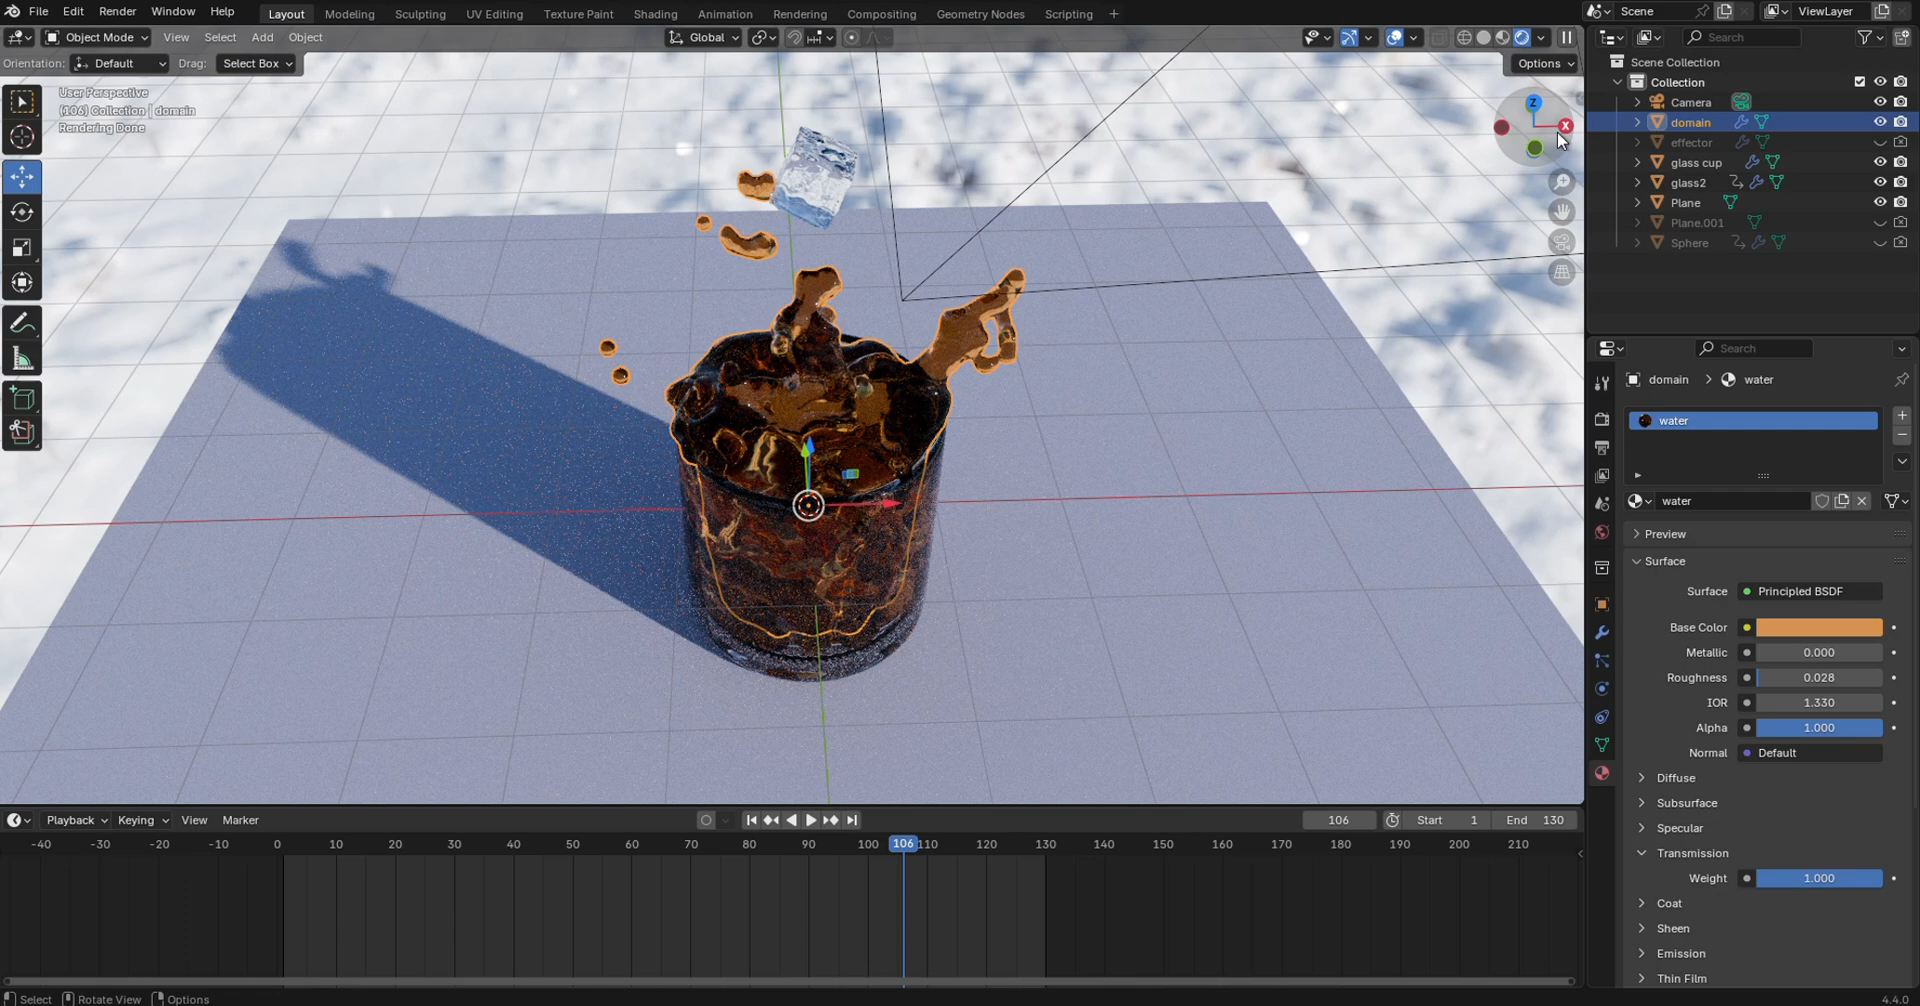 File Edit Render Window Help Layout Modeling Sculpting UV Editing Texture Paint Shading Animation Rendering Compositing Geometry Nodes Scripting + Scene ViewLayer
Object Mode View Select Add Object Global Search
Orientation: Default Drag: Select Box Options
Scene Collection
Collection
User Perspective
(106) Collection | domain
Rendering Done
Z
X
Camera
domain
effector
glass cup
glass2
Plane
Plane.001
Sphere
Search
domain > water
water
water
Preview
Surface
Surface Principled BSDF
Base Color
Metallic 0.000
Roughness 0.028
IOR 1.330
Alpha 1.000
Normal Default
Diffuse
Subsurface
Specular
Transmission
Weight 1.000
Coat
Sheen
Emission
Thin Film
Playback Keying View Marker 106 Start 1 End 130
-40 -30 -20 -10 0 10 20 30 40 50 60 70 80 90 100 106 110 120 130 140 150 160 170 180 190 200 210
Select Rotate View Options 4.4.0